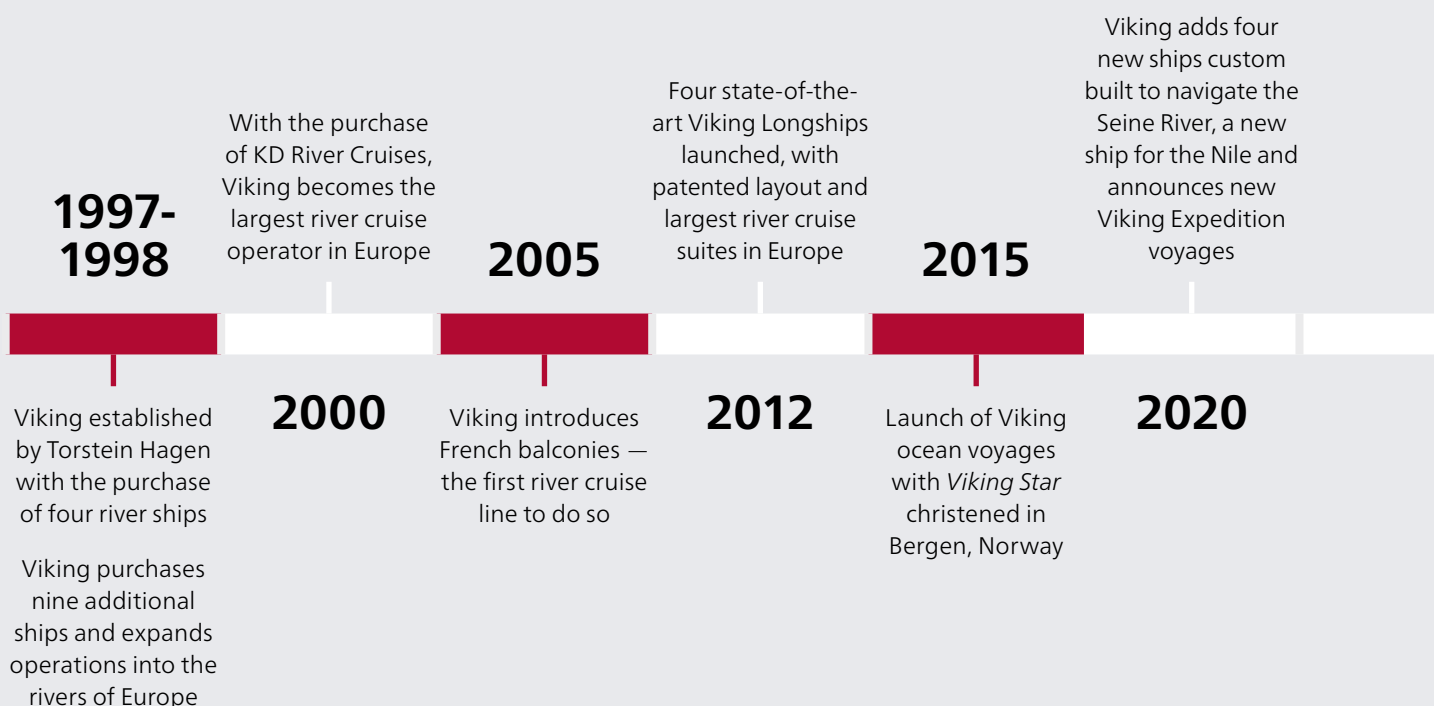 1997-
1998
Viking established
by Torstein Hagen
with the purchase
of four river ships
Viking purchases
nine additional
ships and expands
operations into the
rivers of Europe
With the purchase
of KD River Cruises,
Viking becomes the
largest river cruise
operator in Europe
2000
2005
Viking introduces
French balconies —
the first river cruise
line to do so
Four state-of-the-
art Viking Longships
launched, with
patented layout and
largest river cruise
suites in Europe
2012
2015
Launch of Viking
ocean voyages
with Viking Star
christened in
Bergen, Norway
Viking adds four
new ships custom
built to navigate the
Seine River, a new
ship for the Nile and
announces new
Viking Expedition
voyages
2020